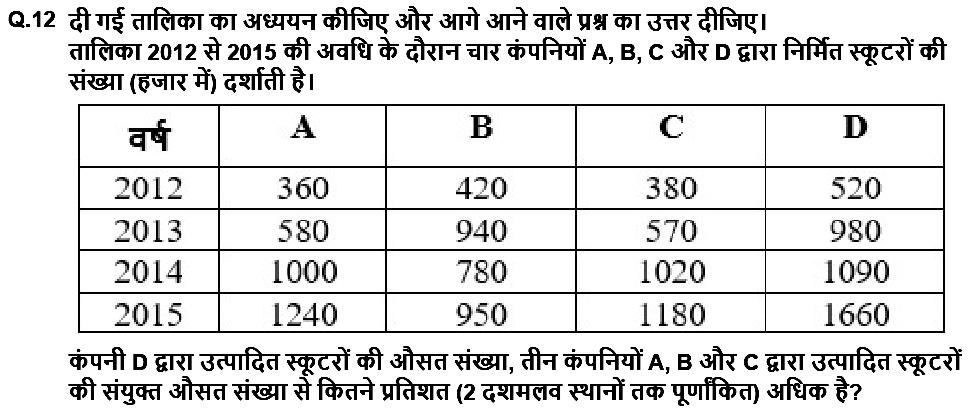 Q.12 दी गई तालिका का अध्ययन कीजिए और आगे आने वाले प्रश्न का उत्तर दीजिए।
तालिका 2012 से 2015 की अवधि के दौरान चार कंपनियों A, B, C और D द्वारा निर्मित स्कूटरों की
संख्या (हजार में) दर्शाती है।
वर्ष A B C D
2012 360 420 380 520
2013 580 940 570 980
2014 1000 780 1020 1090
2015 1240 950 1180 1660
कंपनी D द्वारा उत्पादित स्कूटरों की औसत संख्या, तीन कंपनियों A, B और C द्वारा उत्पादित स्कूटरों
की संयुक्त औसत संख्या से कितने प्रतिशत (2 दशमलव स्थानों तक पूर्णांकित) अधिक है?